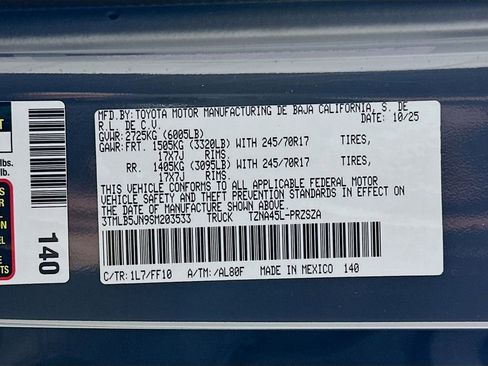 MFD.BY:TOYOTA MOTOR MANUFACTURING DE BAJA CALIFORNIA, S. DE
R.L. DE C.V. 10/25
GVWR:2725KG (6005LB)
GAWR:FRT. 1505KG (3320LB) WITH 245/70R17 TIRES,
17X7J RIMS,
RR. 1405KG (3095LB) WITH 245/70R17 TIRES,
17X7J RIMS.
THIS VEHICLE CONFORMS TO ALL APPLICABLE FEDERAL MOTOR
VEHICLE SAFETY AND THEFT PREVENTION STANDARDS IN EFFECT ON
THE DATE OF MANUFACTURE SHOWN ABOVE.
3TMLB5JN9SM203533 TRUCK TZNA45L-PRZSZA
C/TR:1L7/FF10 A/TM:/AL80F MADE IN MEXICO 140
lbs.
140